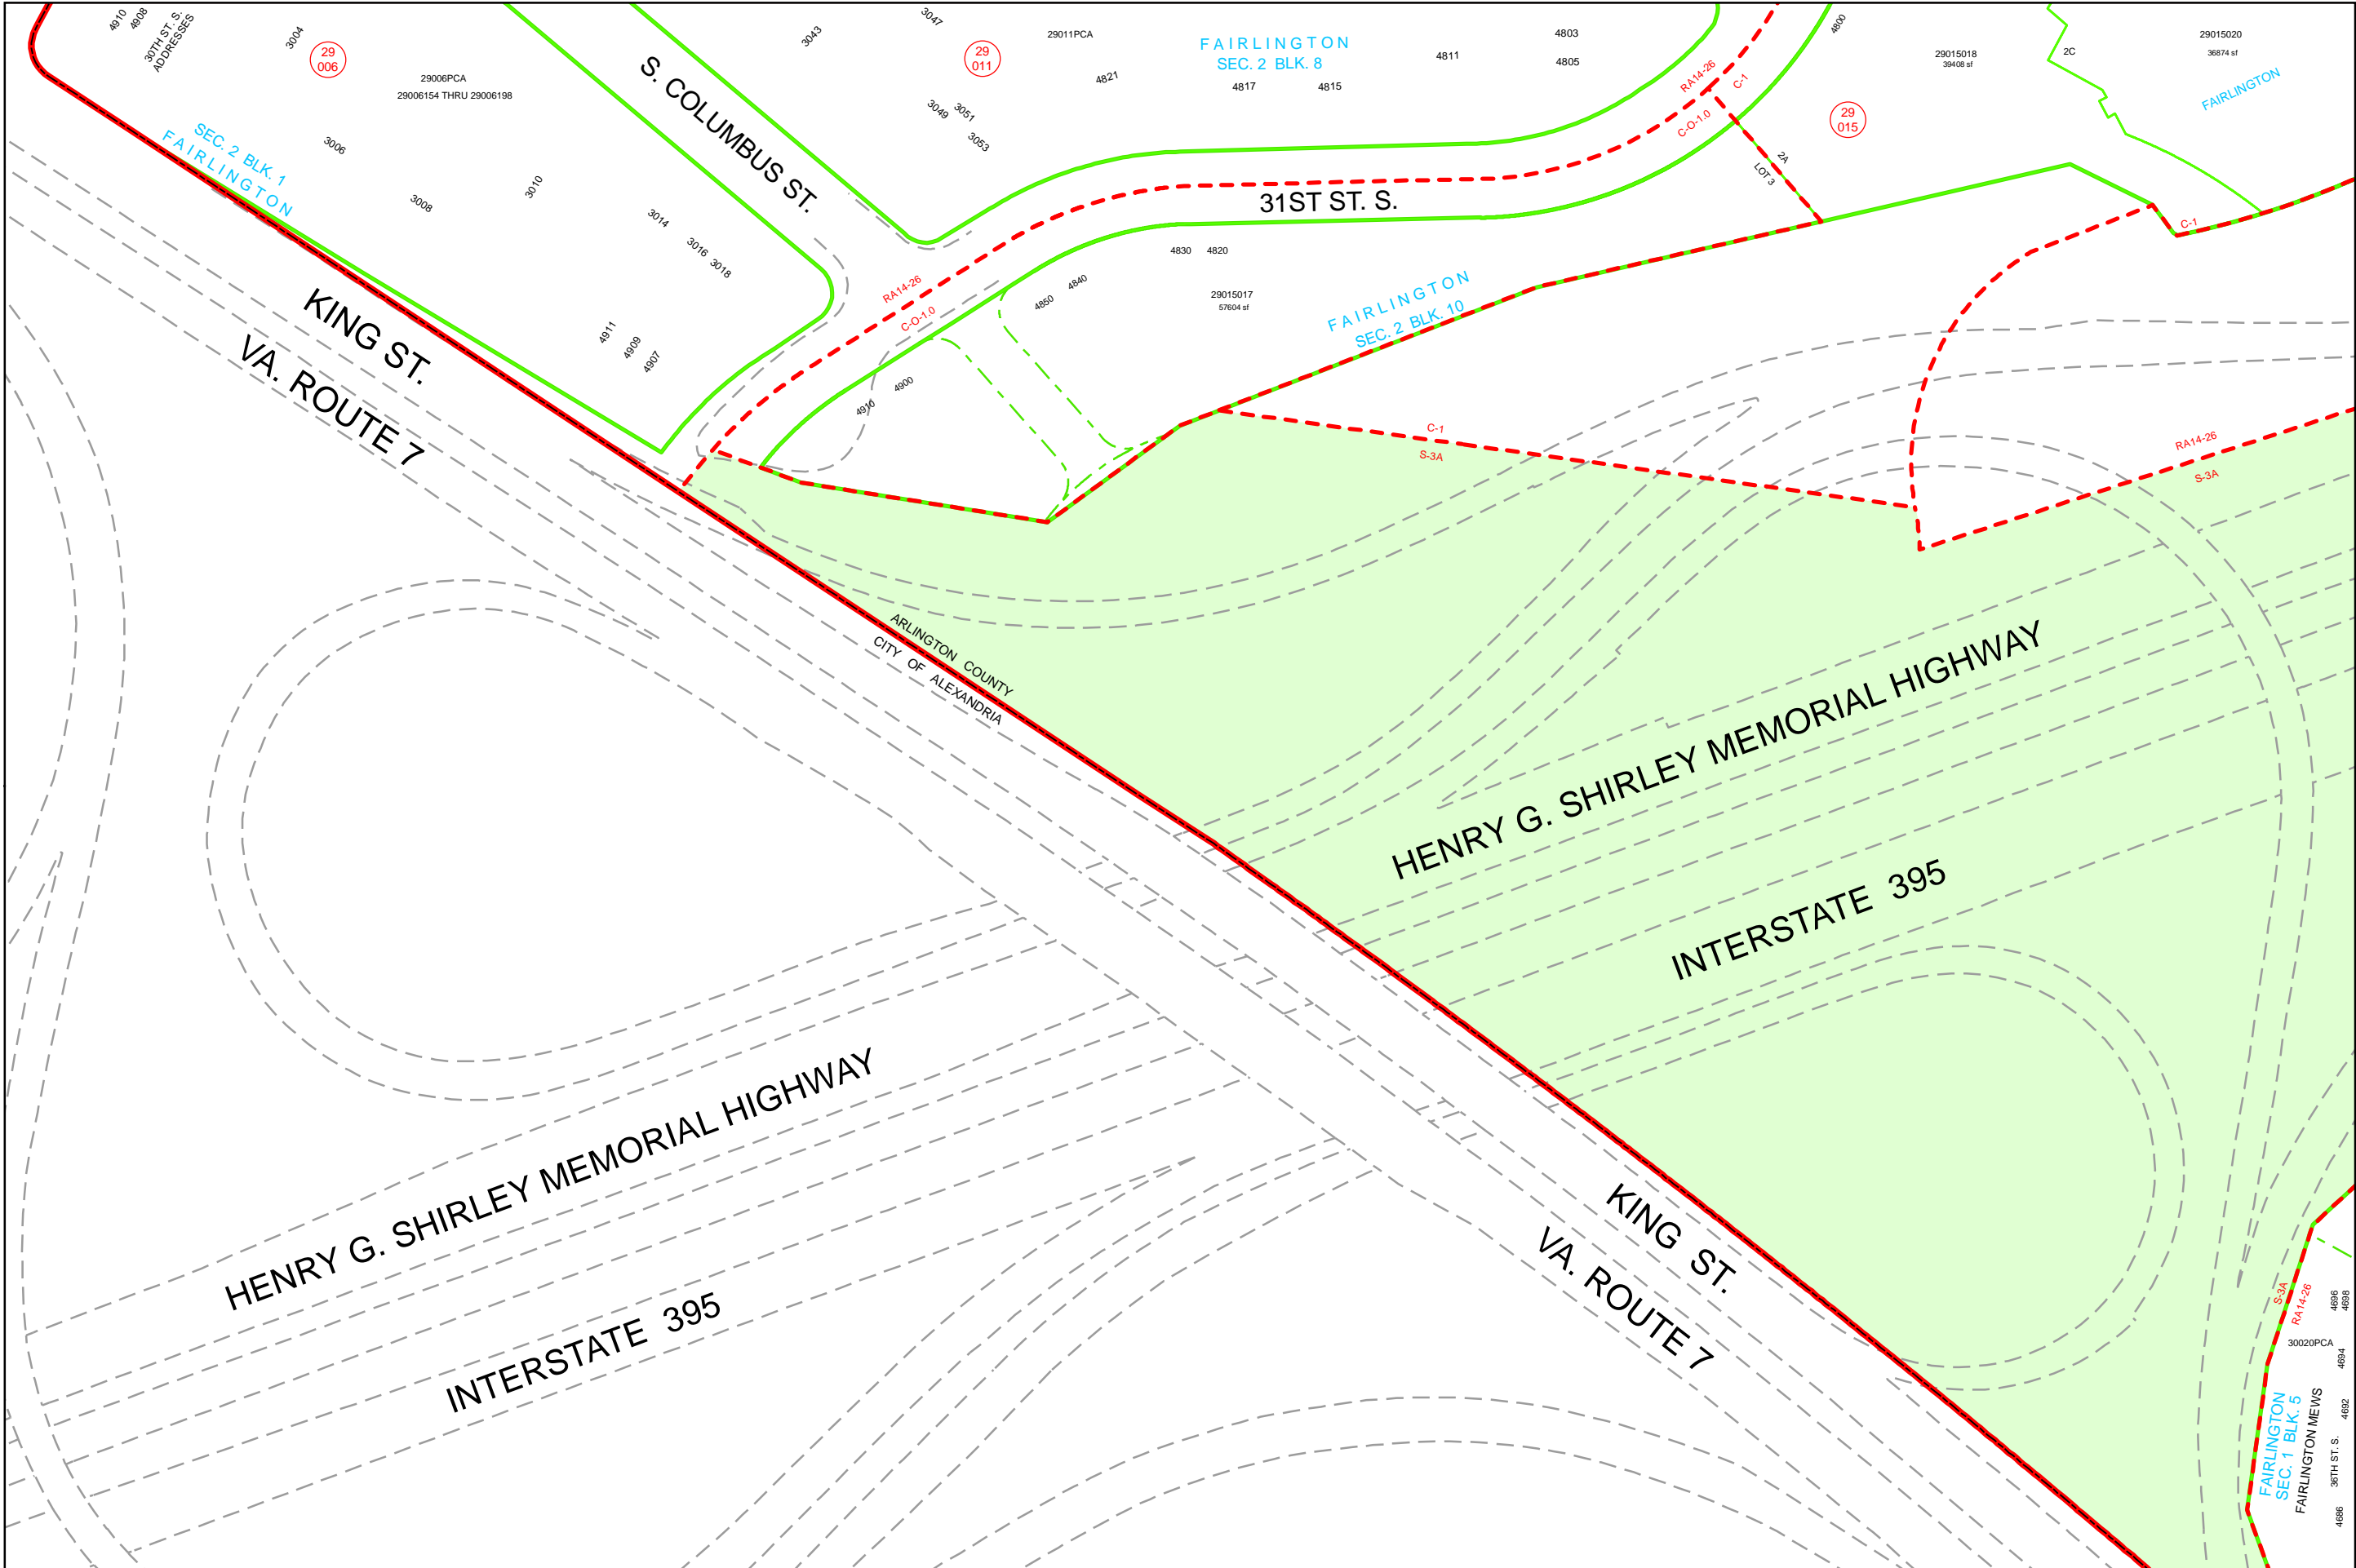 4910
4908
30TH ST. S.
ADDRESSES
3004
29
006
29006PCA
29006154 THRU 29006198
3006
SEC. 2 BLK. 1
FAIRLINGTON
3008
3010
3014
3016
3018
4911
4909
4907
S. COLUMBUS ST.
3043
3047
29
011
29011PCA
4821
3049
3051
3053
FAIRLINGTON
SEC. 2 BLK. 8
4817
4815
4811
4803
4805
RA14-26
C-1
C-O-1.0
4800
29015018
39408 sf
29
015
2C
29015020
36874 sf
FAIRLINGTON
2A
LOT 3
31ST ST. S.
C-1
RA14-26
C-O-1.0
4830
4820
4840
4850
29015017
57604 sf
FAIRLINGTON
SEC. 2 BLK. 10
4900
4910
KING ST.
VA. ROUTE 7
C-1
S-3A
RA14-26
S-3A
ARLINGTON COUNTY
CITY OF ALEXANDRIA
HENRY G. SHIRLEY MEMORIAL HIGHWAY
INTERSTATE 395
HENRY G. SHIRLEY MEMORIAL HIGHWAY
INTERSTATE 395
KING ST.
VA. ROUTE 7
S-3A
RA14-26
4696
4698
30020PCA
4694
4692
FAIRLINGTON
SEC. 1 BLK. 5
FAIRLINGTON MEWS
36TH ST. S.
4686